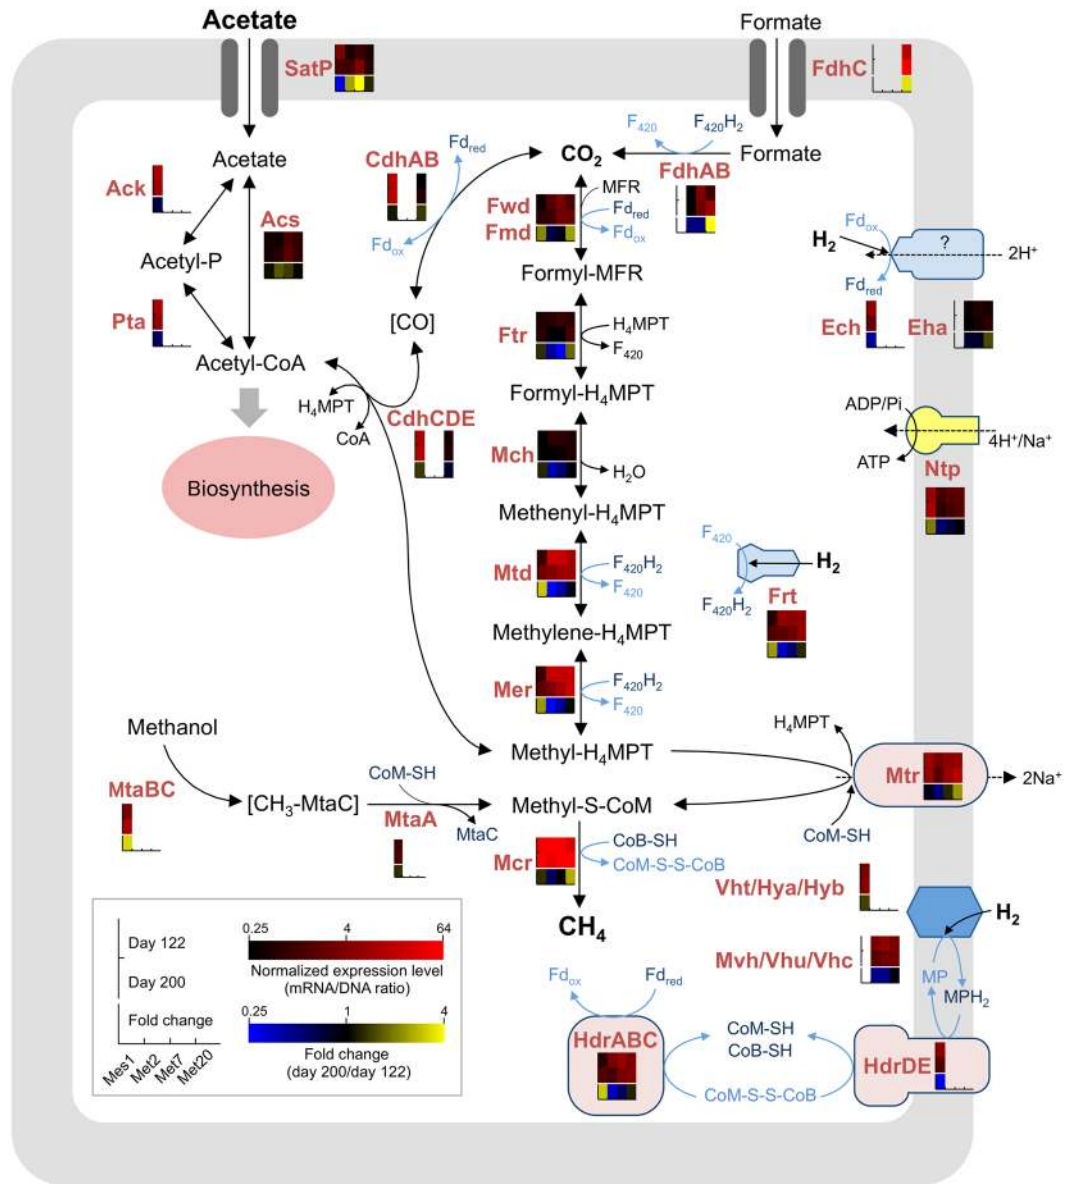 Acetate
Formate
SatP
FdhC
F420
F420H2
Fdred
CdhAB
CO2
Formate
Acetate
FdhAB
Ack
MFR
Fwd
Fdred
Acs
Fmd
Fdox
Fdox
Fdox
?
H2
2H+
Acetyl-P
Formyl-MFR
Fdred
Pta
[CO]
Ech
Eha
H4MPT
Ftr
F420
Acetyl-CoA
Formyl-H4MPT
H4MPT
ADP/Pi
CdhCDE
CoA
4H+/Na+
Mch
ATP
H2O
Ntp
Biosynthesis
Methenyl-H4MPT
F420
F420H2
H2
Mtd
F420
Frt
F420H2
Methylene-H4MPT
F420H2
Mer
F420
Methanol
H4MPT
Methyl-H4MPT
Mtr
CoM-SH
2Na+
MtaBC
[CH3-MtaC]
Methyl-S-CoM
MtaA
MtaC
CoM-SH
CoB-SH
Mcr
CoM-S-S-CoB
Vht/Hya/Hyb
CH4
H2
0.25 4 64
Day 122
Normalized expression level
(mRNA/DNA ratio)
Mvh/Vhu/Vhc
Day 200
Fdox
Fdred
MP
MPH2
0.25 1 4
Fold change
CoM-SH
HdrABC
CoB-SH
Fold change
(day 200/day 122)
HdrDE
Mes1 Met2 Met7 Met20
CoM-S-S-CoB